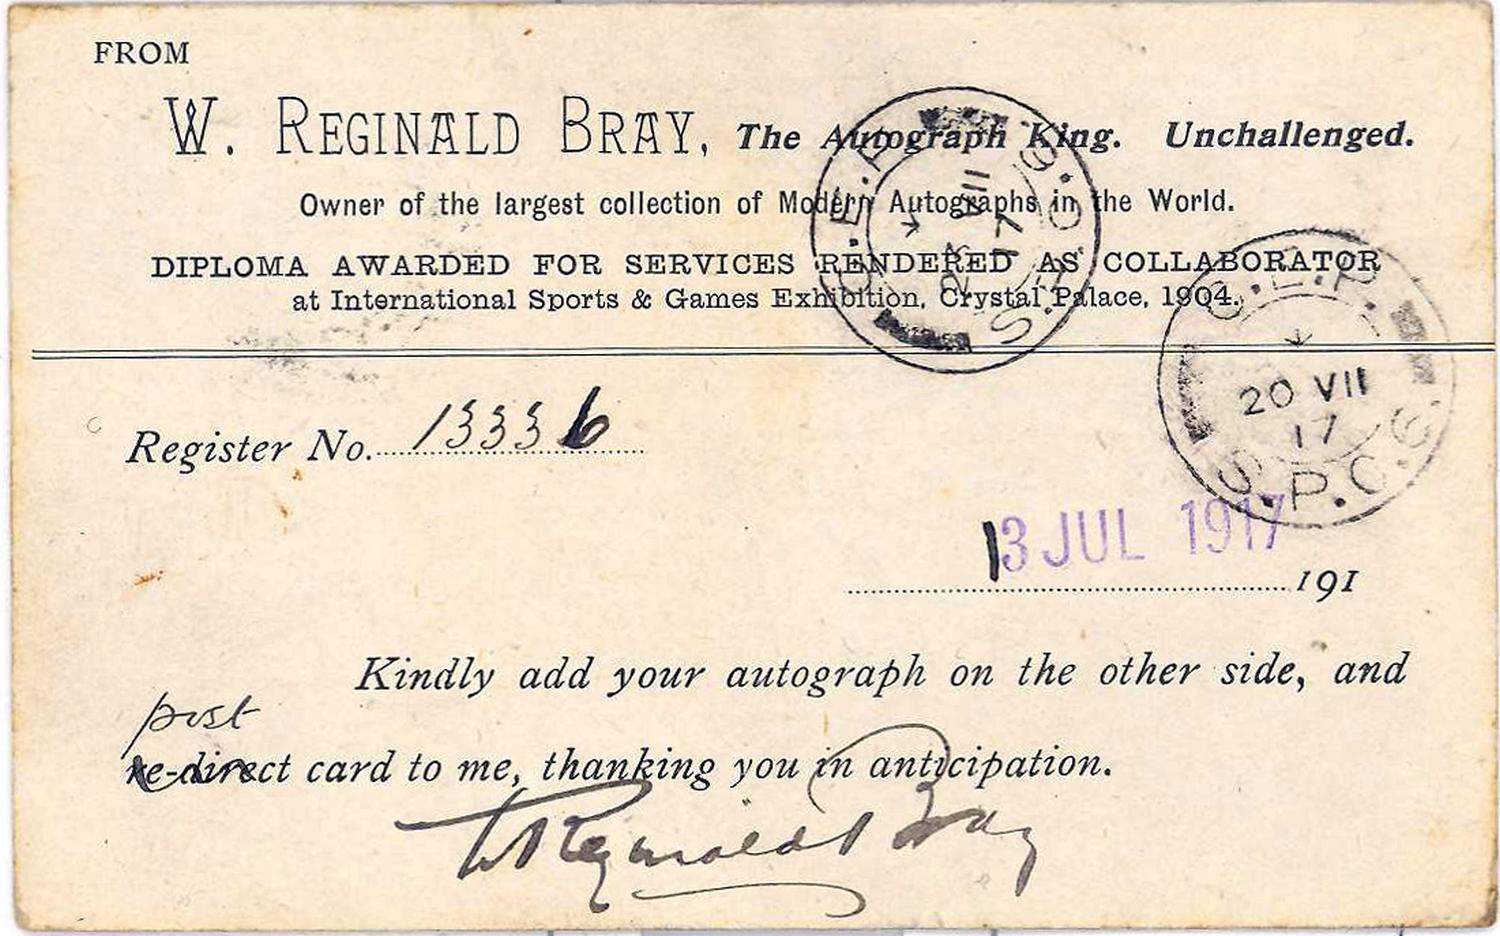 FROM
W. REGINALD BRAY, The Autograph King. Unchallenged.
Owner of the largest collection of Modern Autographs in the World.
DIPLOMA AWARDED FOR SERVICES RENDERED AS COLLABORATOR
at International Sports & Games Exhibition, Crystal Palace, 1904.
C.E.P.
20 VII
17
S.P.C.G.
Register No. 13336
13 JUL 1917
191
Kindly add your autograph on the other side, and
post
re-direct card to me, thanking you in anticipation.
W Reginald Bray